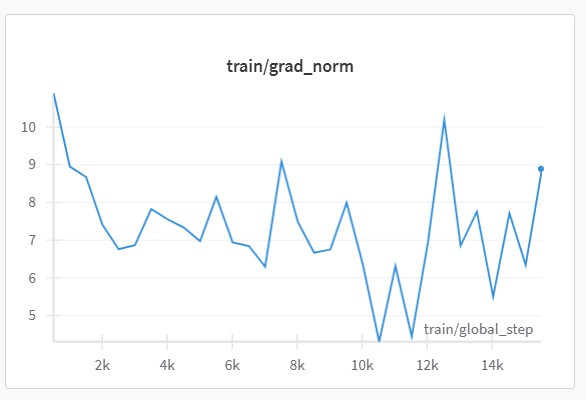 train/grad_norm
10
9
8
7
6
5
train/global_step
2k
4k
6k
8k
10k
12k
14k